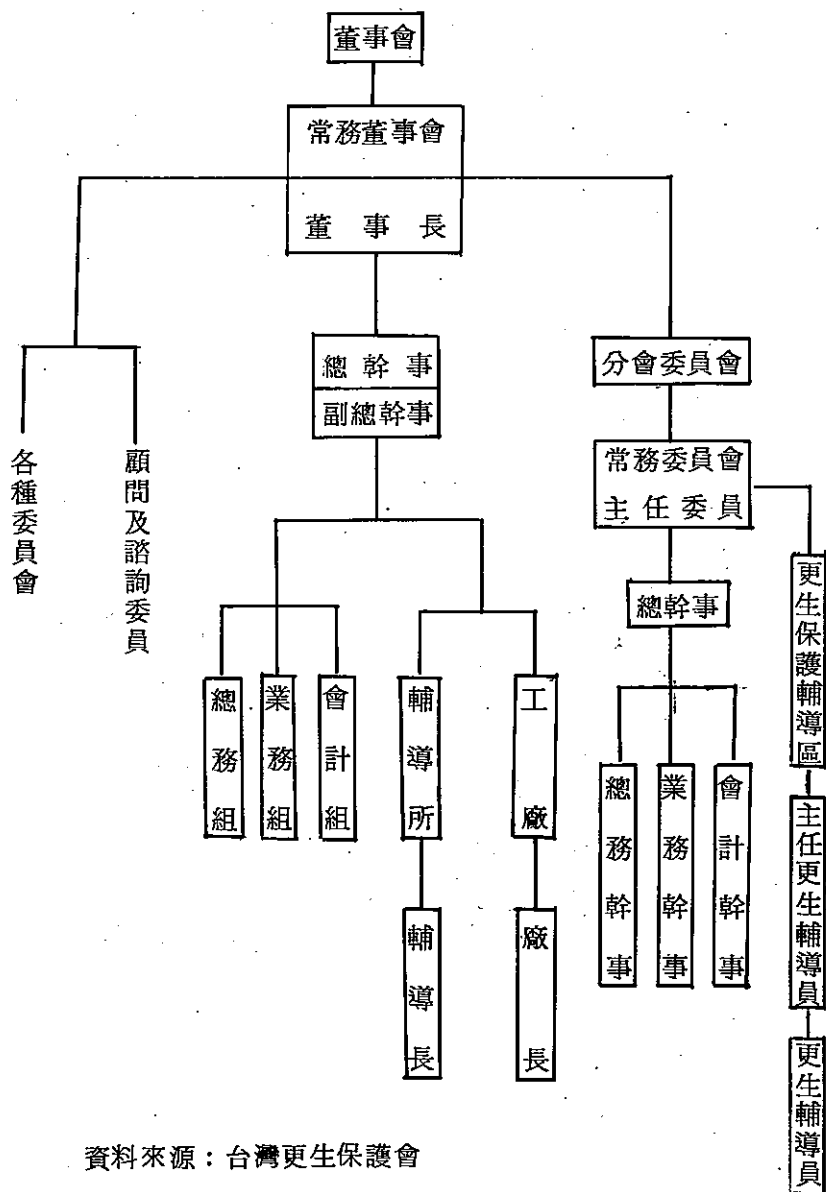 董事會
常務董事會
董事長
總幹事
副總幹事
分會委員會
常務委員會
主任委員
各種委員會
顧問及諮詢委員
總幹事
更生保護輔導區
總務組
業務組
會計組
輔導所
工廠
總務幹事
業務幹事
會計幹事
主任更生輔導員
輔導長
廠長
更生輔導員
資料來源：台灣更生保護會